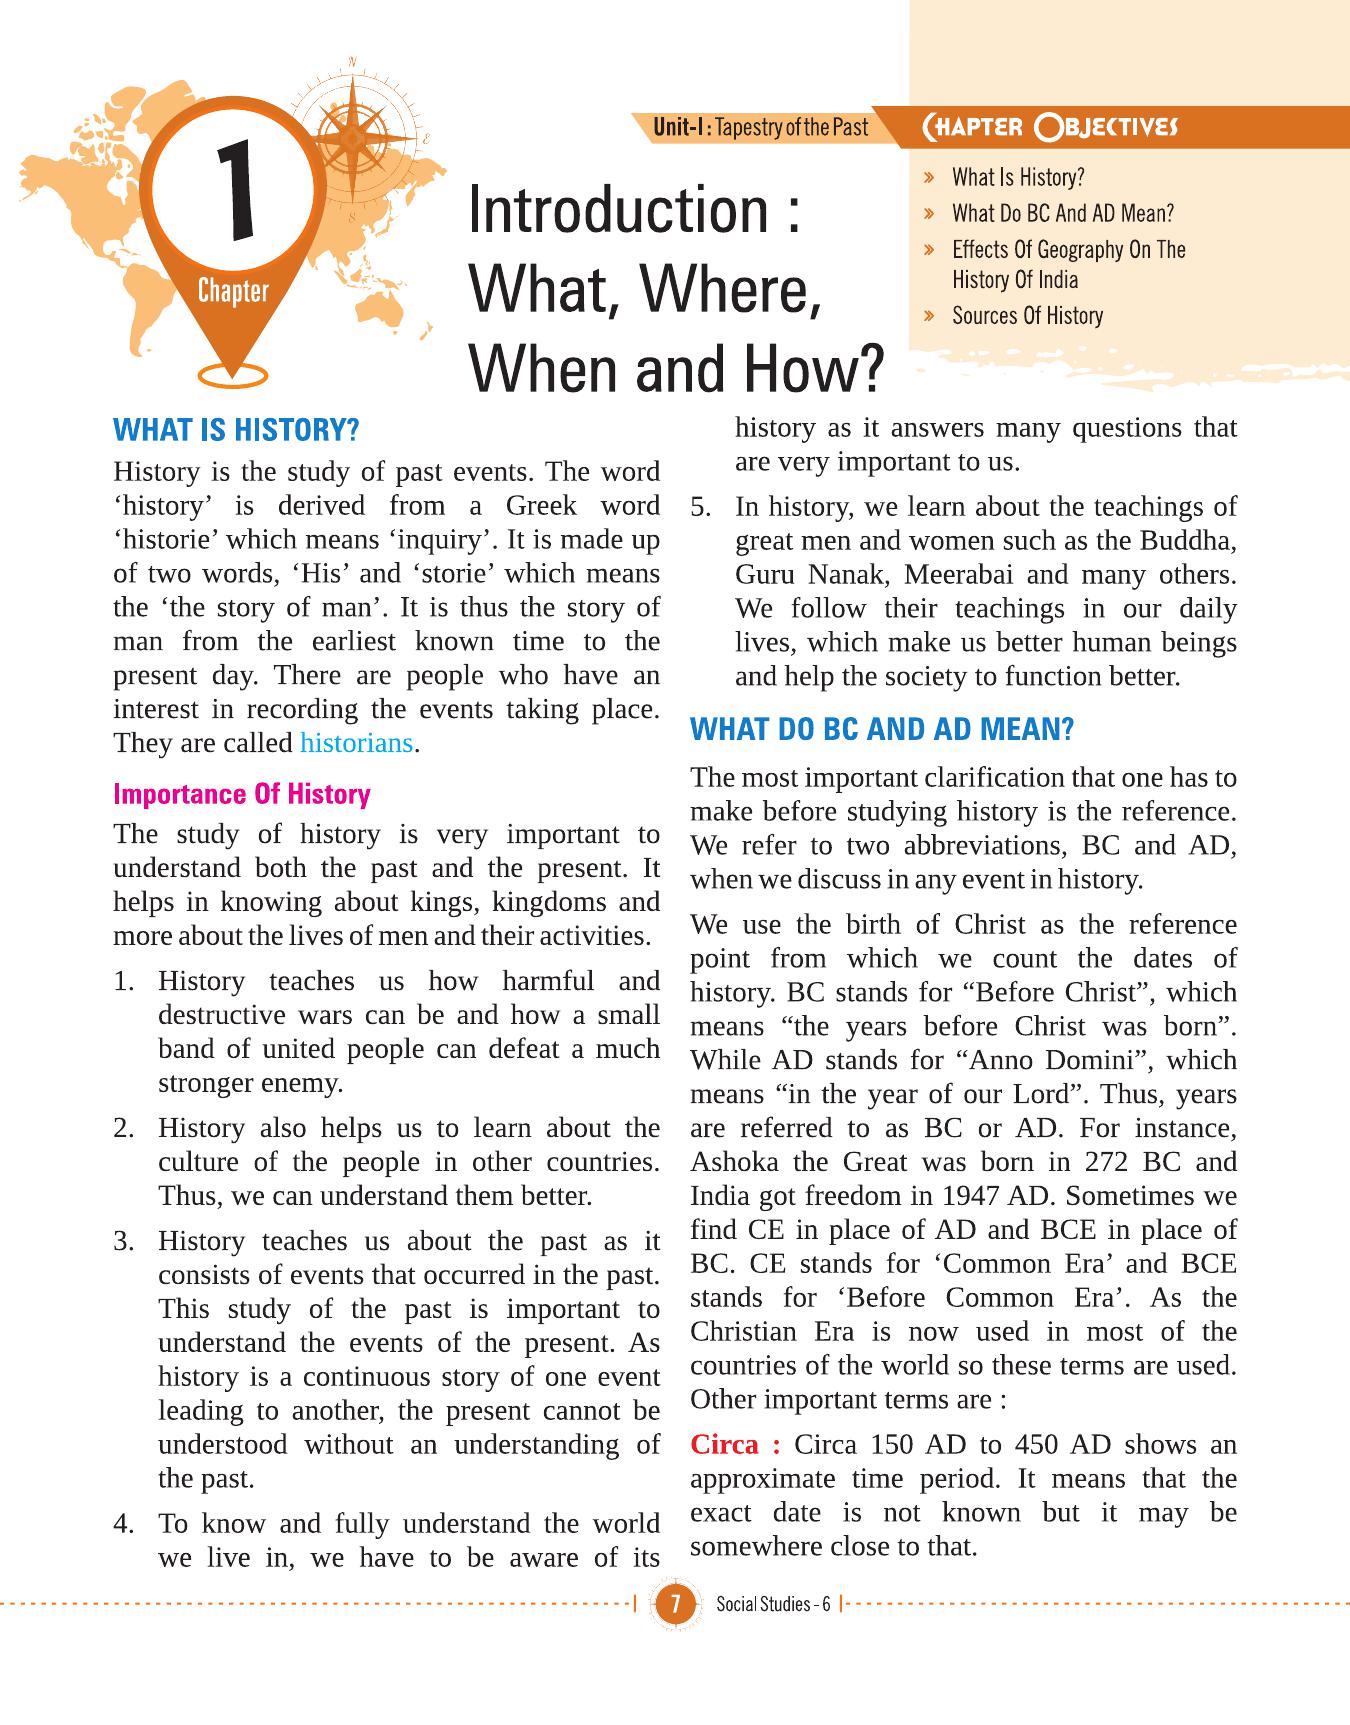 N
E
S
1
Chapter
Unit-I : Tapestry of the Past
Introduction :
What, Where,
When and How?
CHAPTER OBJECTIVES
» What Is History?
» What Do BC And AD Mean?
» Effects Of Geography On The
History Of India
» Sources Of History
WHAT IS HISTORY?
History is the study of past events. The word
‘history’ is derived from a Greek word
‘historie’ which means ‘inquiry’. It is made up
of two words, ‘His’ and ‘storie’ which means
the ‘the story of man’. It is thus the story of
man from the earliest known time to the
present day. There are people who have an
interest in recording the events taking place.
They are called historians.
Importance Of History
The study of history is very important to
understand both the past and the present. It
helps in knowing about kings, kingdoms and
more about the lives of men and their activities.
1. History teaches us how harmful and
destructive wars can be and how a small
band of united people can defeat a much
stronger enemy.
2. History also helps us to learn about the
culture of the people in other countries.
Thus, we can understand them better.
3. History teaches us about the past as it
consists of events that occurred in the past.
This study of the past is important to
understand the events of the present. As
history is a continuous story of one event
leading to another, the present cannot be
understood without an understanding of
the past.
4. To know and fully understand the world
we live in, we have to be aware of its
history as it answers many questions that
are very important to us.
5. In history, we learn about the teachings of
great men and women such as the Buddha,
Guru Nanak, Meerabai and many others.
We follow their teachings in our daily
lives, which make us better human beings
and help the society to function better.
WHAT DO BC AND AD MEAN?
The most important clarification that one has to
make before studying history is the reference.
We refer to two abbreviations, BC and AD,
when we discuss in any event in history.
We use the birth of Christ as the reference
point from which we count the dates of
history. BC stands for “Before Christ”, which
means “the years before Christ was born”.
While AD stands for “Anno Domini”, which
means “in the year of our Lord”. Thus, years
are referred to as BC or AD. For instance,
Ashoka the Great was born in 272 BC and
India got freedom in 1947 AD. Sometimes we
find CE in place of AD and BCE in place of
BC. CE stands for ‘Common Era’ and BCE
stands for ‘Before Common Era’. As the
Christian Era is now used in most of the
countries of the world so these terms are used.
Other important terms are :
Circa : Circa 150 AD to 450 AD shows an
approximate time period. It means that the
exact date is not known but it may be
somewhere close to that.
7 Social Studies - 6